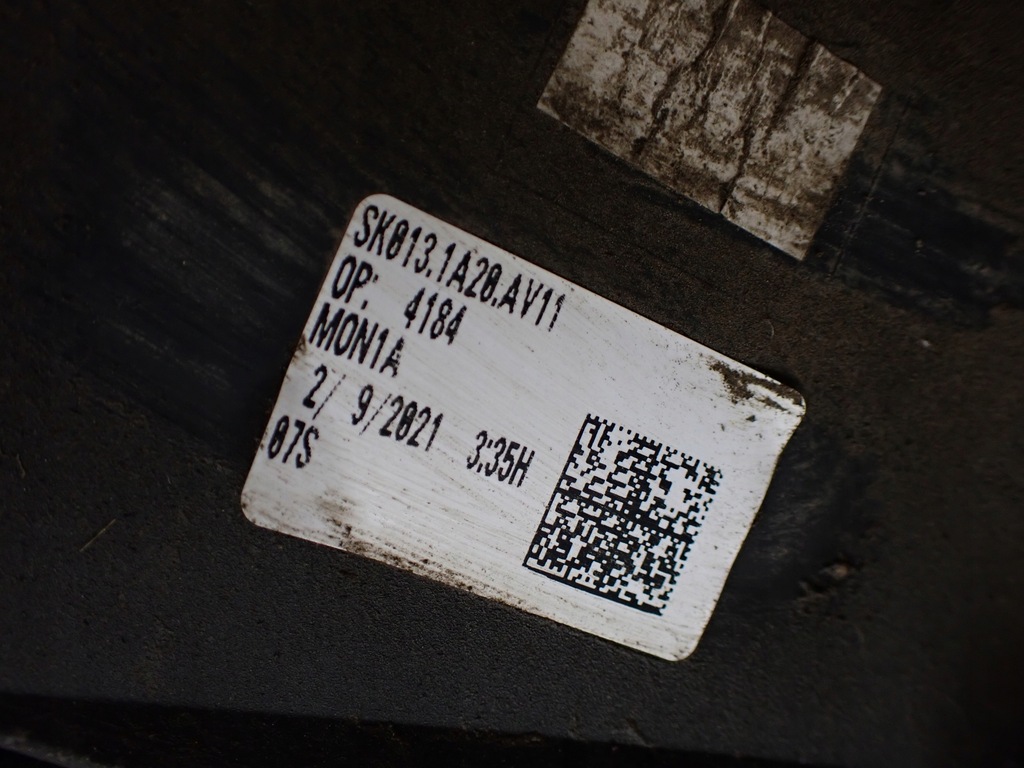 SK013.1A20.AV11
OP: 4184
MON1A
2/ 9/2021 3:35H
07S